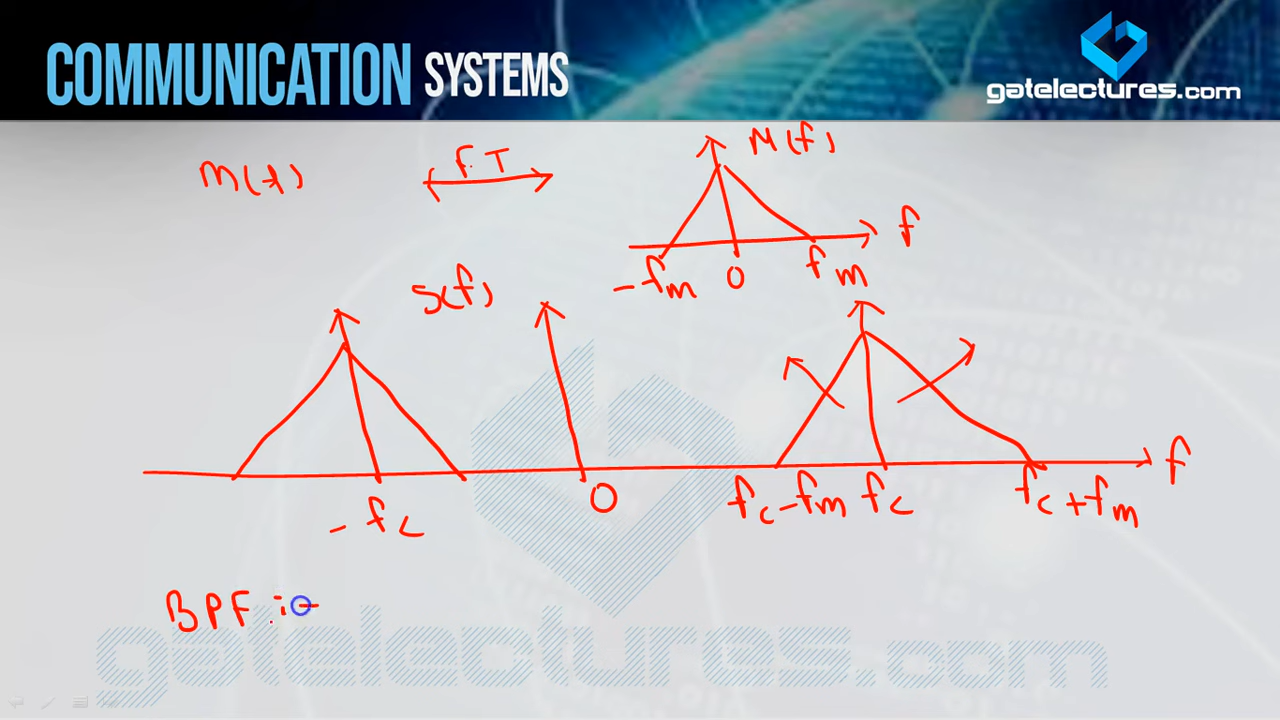 COMMUNICATION SYSTEMS
gatelectures.com
m(t) F.T M(f)
f
-fm 0 fm
S(f)
f
-fc 0 fc-fm fc fc+fm
BPF :-
gatelectures.com